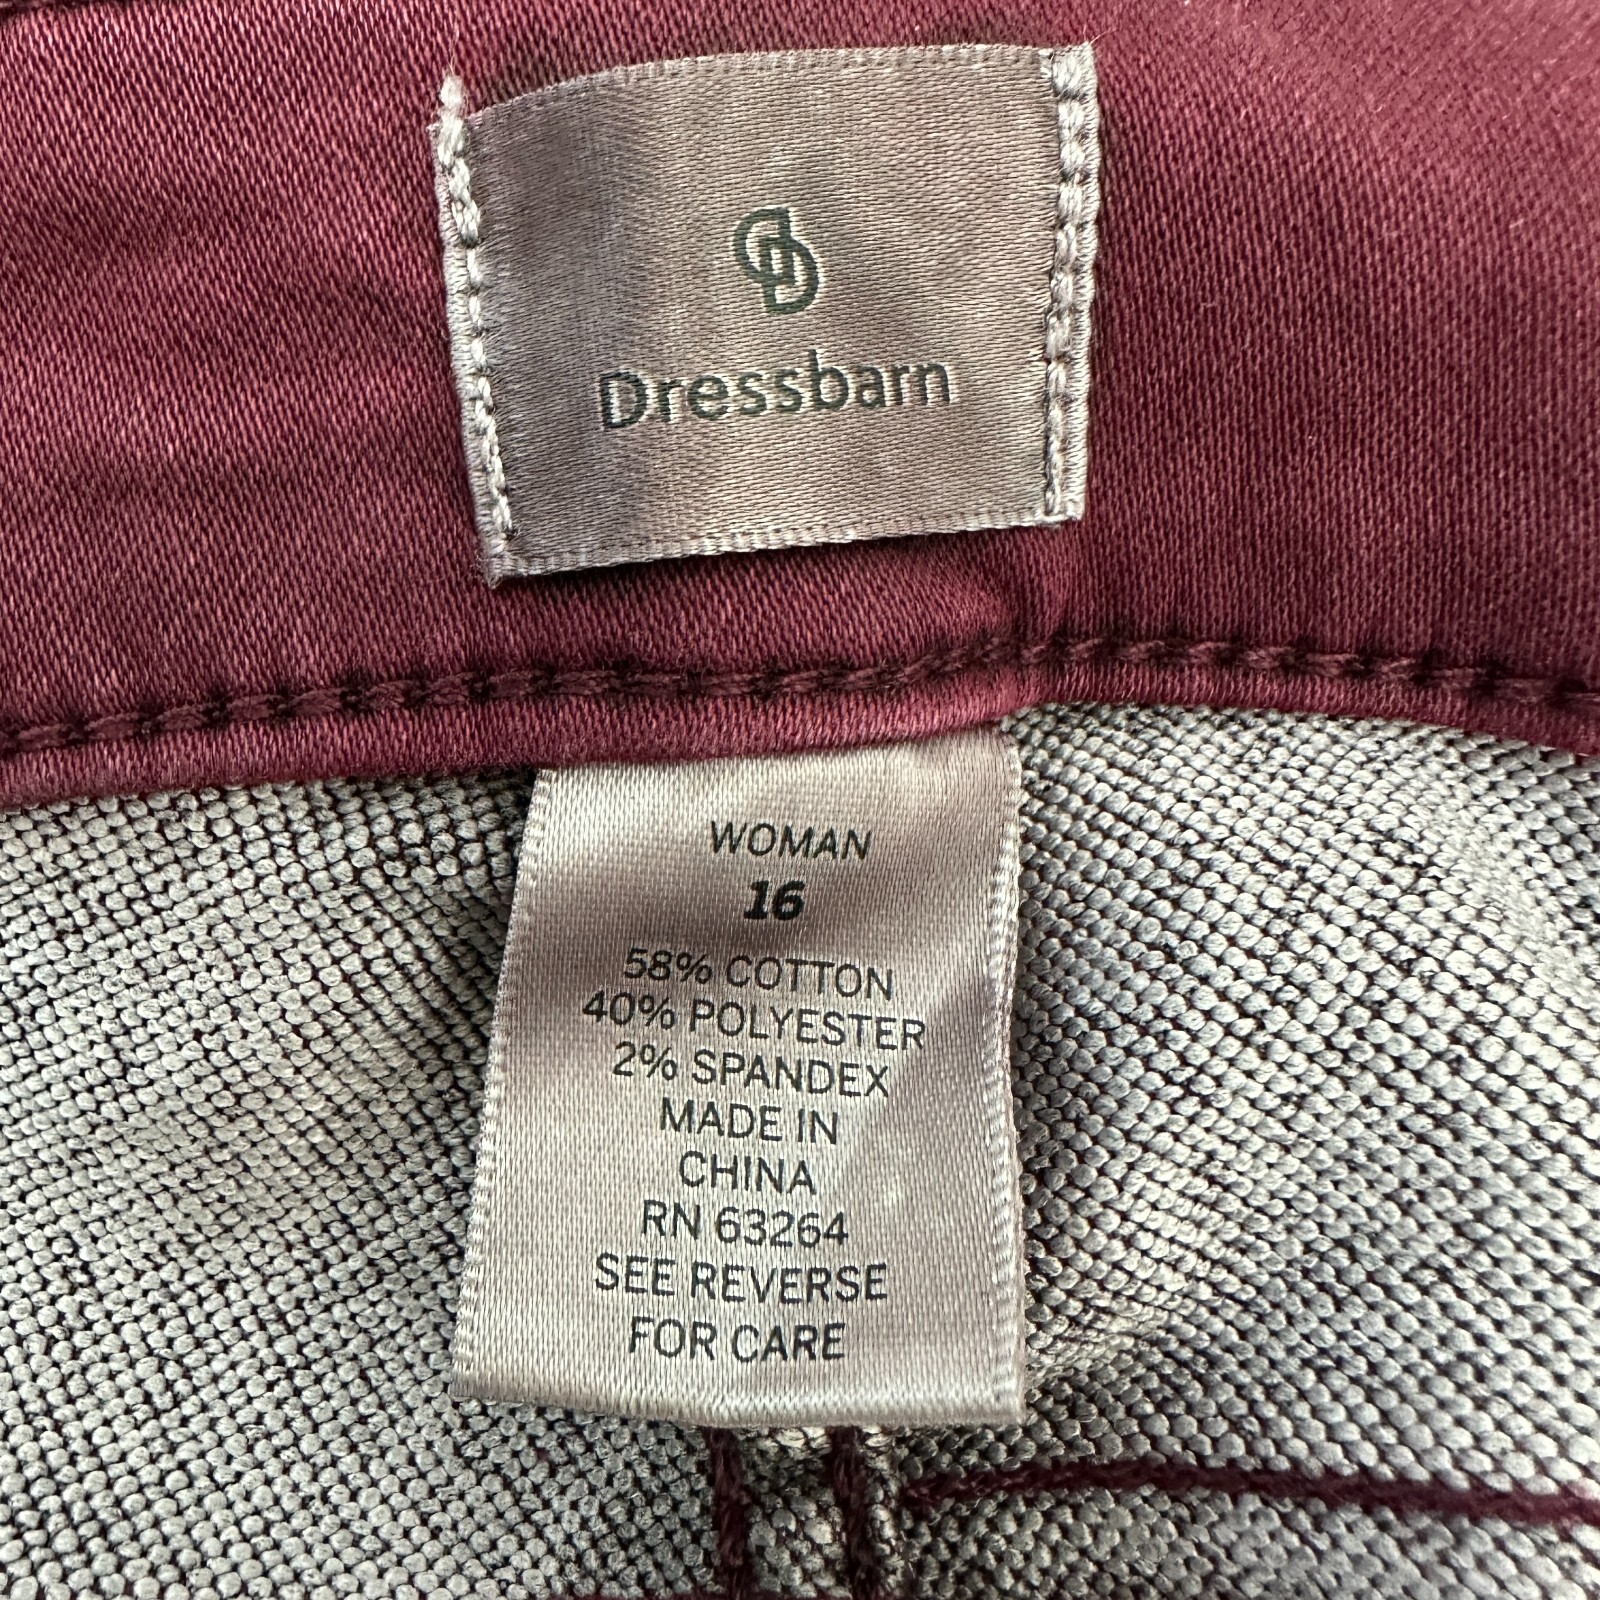 Dressbarn
WOMAN
16
58% COTTON
40% POLYESTER
2% SPANDEX
MADE IN
CHINA
RN 63264
SEE REVERSE
FOR CARE